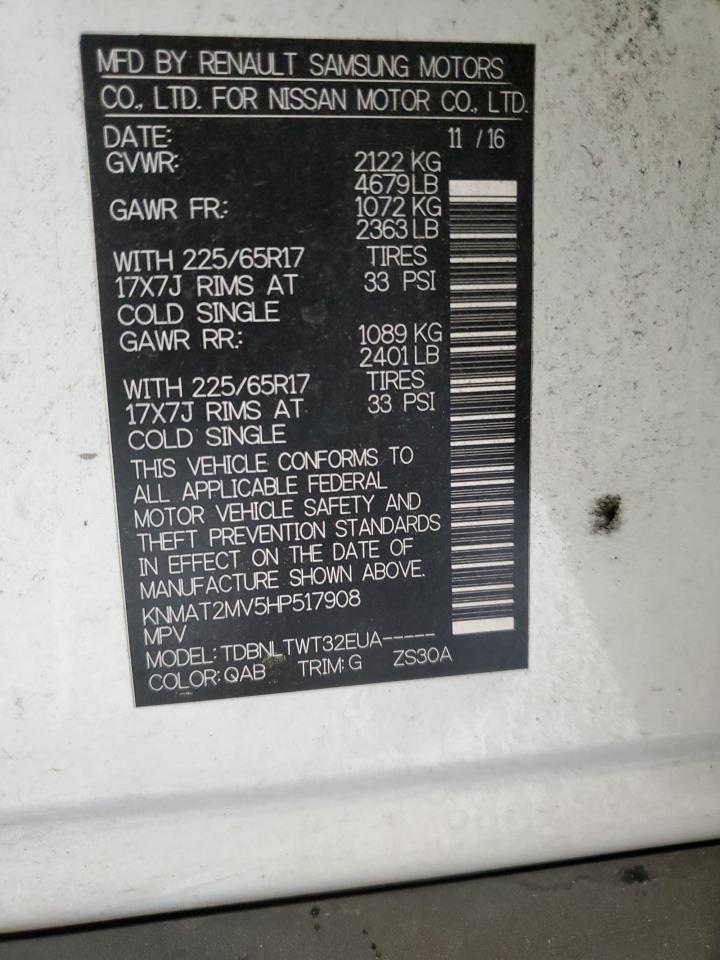 MFD BY RENAULT SAMSUNG MOTORS
CO., LTD. FOR NISSAN MOTOR CO., LTD.
DATE: 11 / 16
GVWR: 2122 KG
4679 LB
GAWR FR.: 1072 KG
2363 LB
WITH 225/65R17 TIRES
17X7J RIMS AT 33 PSI
COLD SINGLE
GAWR RR.: 1089 KG
2401 LB
WITH 225/65R17 TIRES
17X7J RIMS AT 33 PSI
COLD SINGLE
THIS VEHICLE CONFORMS TO
ALL APPLICABLE FEDERAL
MOTOR VEHICLE SAFETY AND
THEFT PREVENTION STANDARDS
IN EFFECT ON THE DATE OF
MANUFACTURE SHOWN ABOVE.
KNMAT2MV5HP517908
MPV
MODEL: TDBNLTWT32EUA-----
COLOR: QAB TRIM: G ZS30A